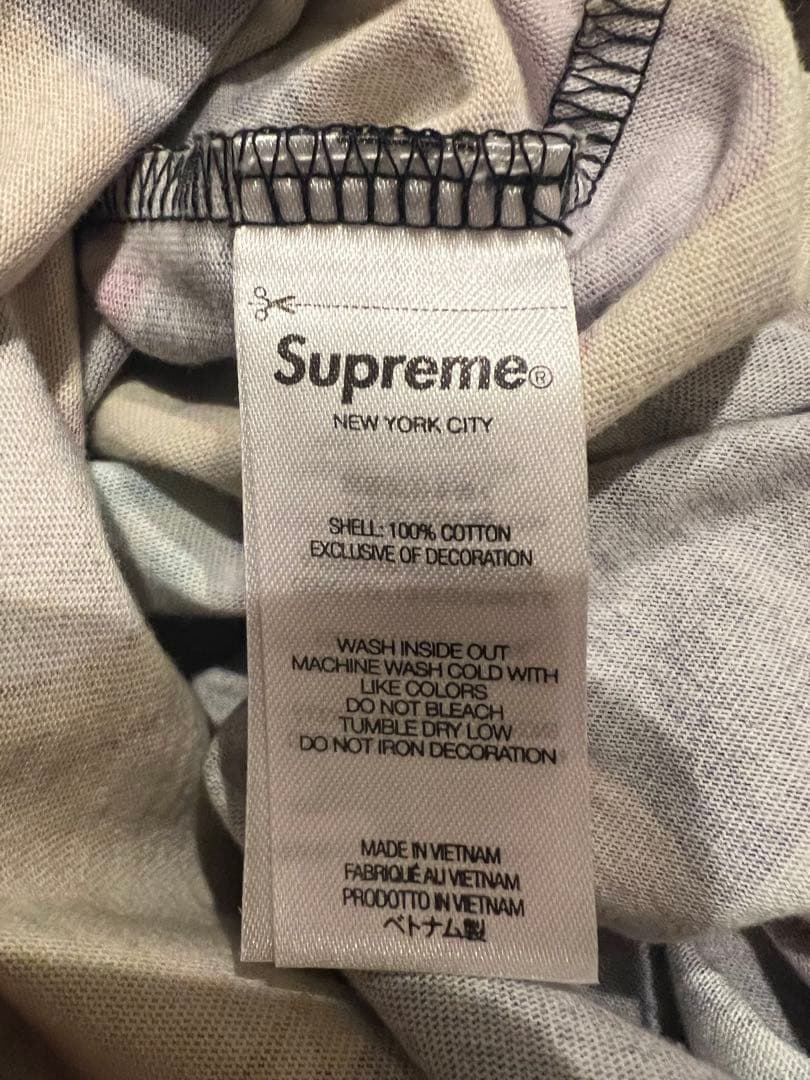 Supreme®
NEW YORK CITY
SHELL: 100% COTTON
EXCLUSIVE OF DECORATION
WASH INSIDE OUT
MACHINE WASH COLD WITH
LIKE COLORS
DO NOT BLEACH
TUMBLE DRY LOW
DO NOT IRON DECORATION
MADE IN VIETNAM
FABRIQUÉ AU VIETNAM
PRODOTTO IN VIETNAM
ベトナム製